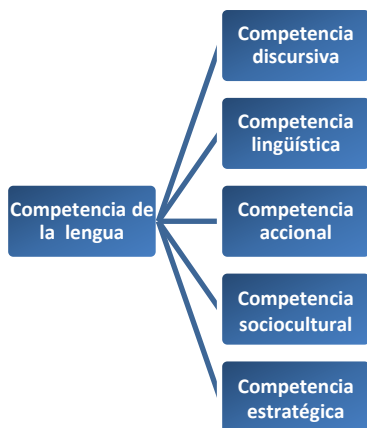 Competencia
discursiva
Competencia
lingüística
Competencia de
la lengua
Competencia
accional
Competencia
sociocultural
Competencia
estratégica